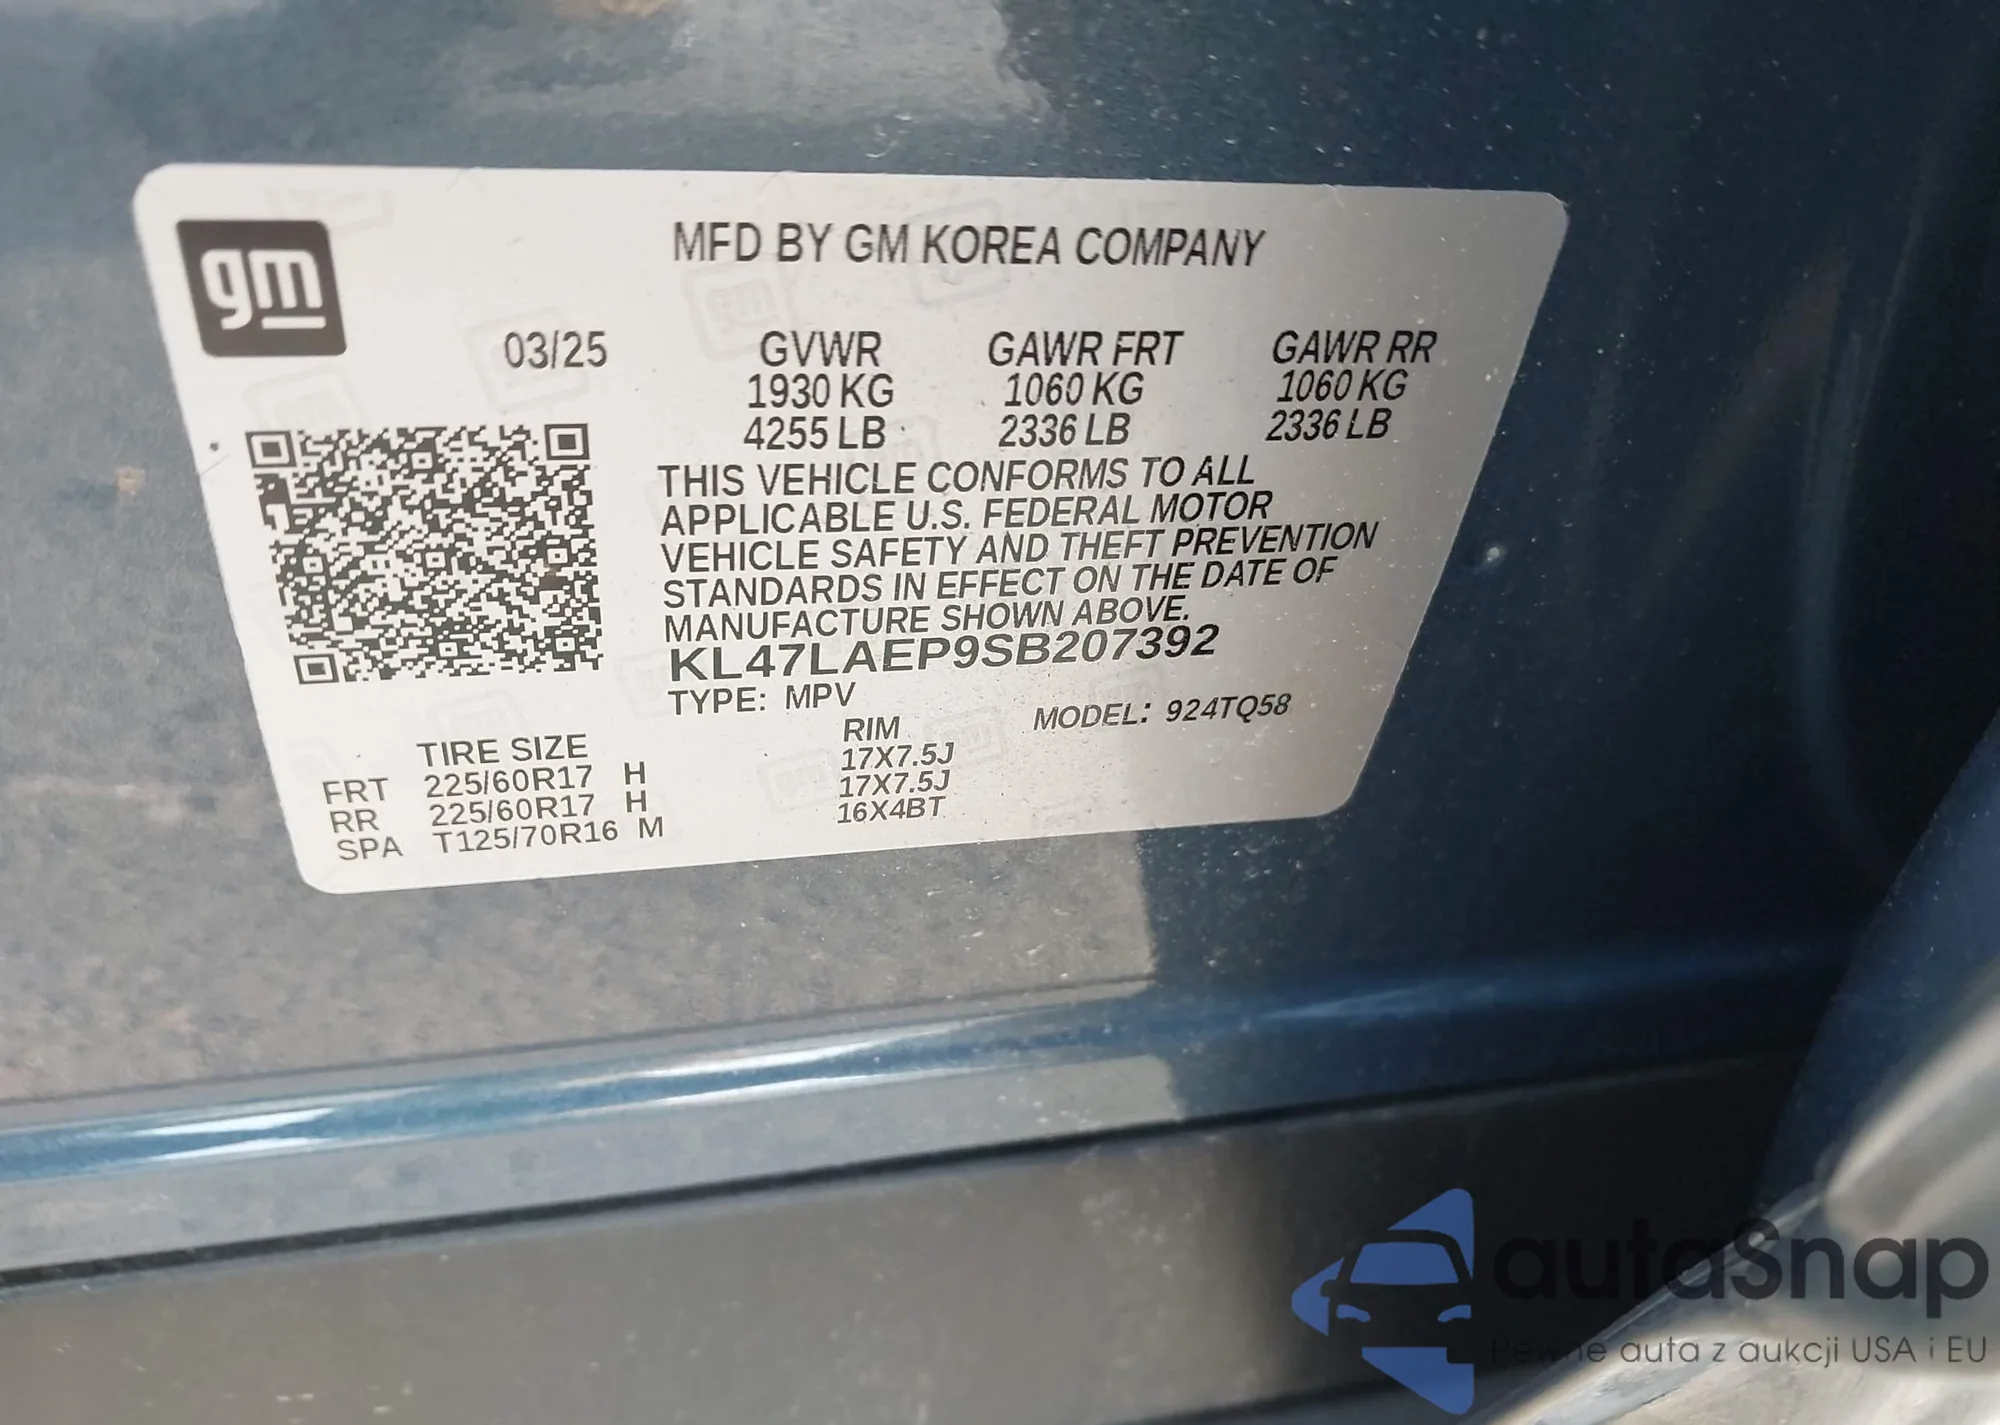 gm
MFD BY GM KOREA COMPANY
03/25 GVWR GAWR FRT GAWR RR
1930 KG 1060 KG 1060 KG
4255 LB 2336 LB 2336 LB
THIS VEHICLE CONFORMS TO ALL
APPLICABLE U.S. FEDERAL MOTOR
VEHICLE SAFETY AND THEFT PREVENTION
STANDARDS IN EFFECT ON THE DATE OF
MANUFACTURE SHOWN ABOVE.
KL47LAEP9SB207392
TYPE: MPV MODEL: 924TQ58
TIRE SIZE RIM
FRT 225/60R17 H 17X7.5J
RR 225/60R17 H 17X7.5J
SPA T125/70R16 M 16X4BT
autaSnap
Pewne auta z aukcji USA i EU